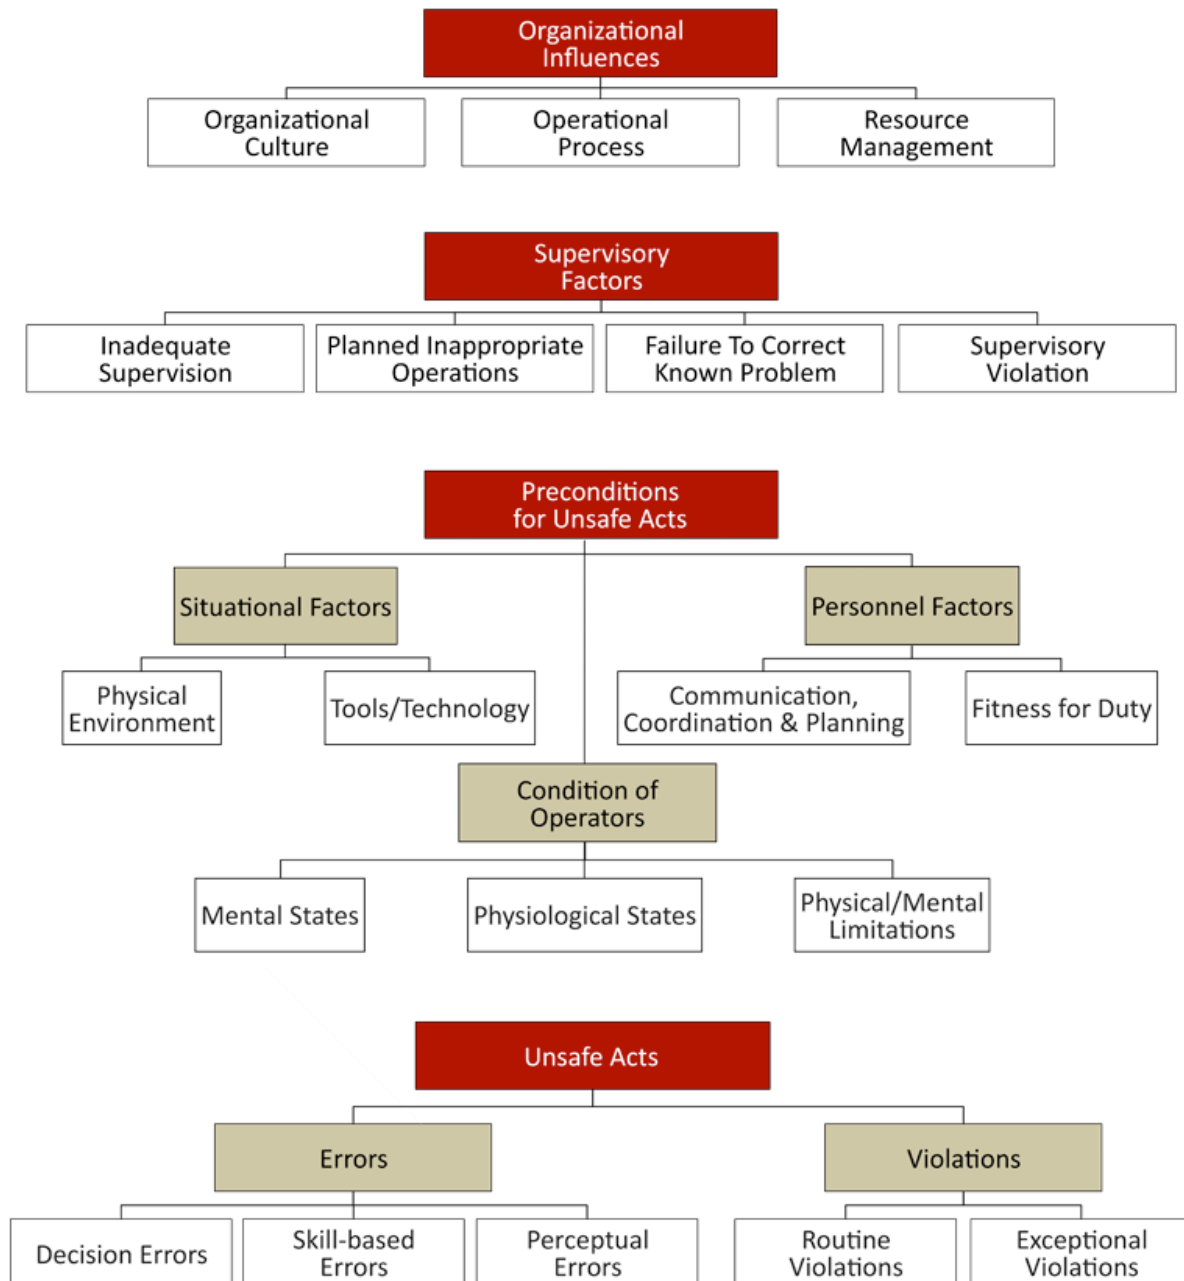 Organizational
Influences
Organizational
Culture
Operational
Process
Resource
Management
Supervisory
Factors
Inadequate
Supervision
Planned Inappropriate
Operations
Failure To Correct
Known Problem
Supervisory
Violation
Preconditions
for Unsafe Acts
Situational Factors
Personnel Factors
Physical
Environment
Tools/Technology
Communication,
Coordination & Planning
Fitness for Duty
Condition of
Operators
Mental States
Physiological States
Physical/Mental
Limitations
Unsafe Acts
Errors
Violations
Decision Errors
Skill-based
Errors
Perceptual
Errors
Routine
Violations
Exceptional
Violations